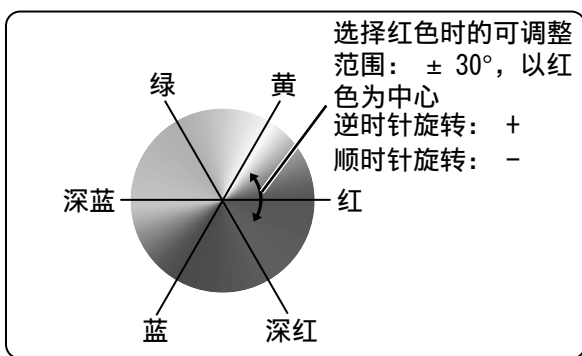 选择红色时的可调整
范围： ± 30°，以红
色为中心
逆时针旋转： +
顺时针旋转： -
绿
黄
深蓝
红
蓝
深红